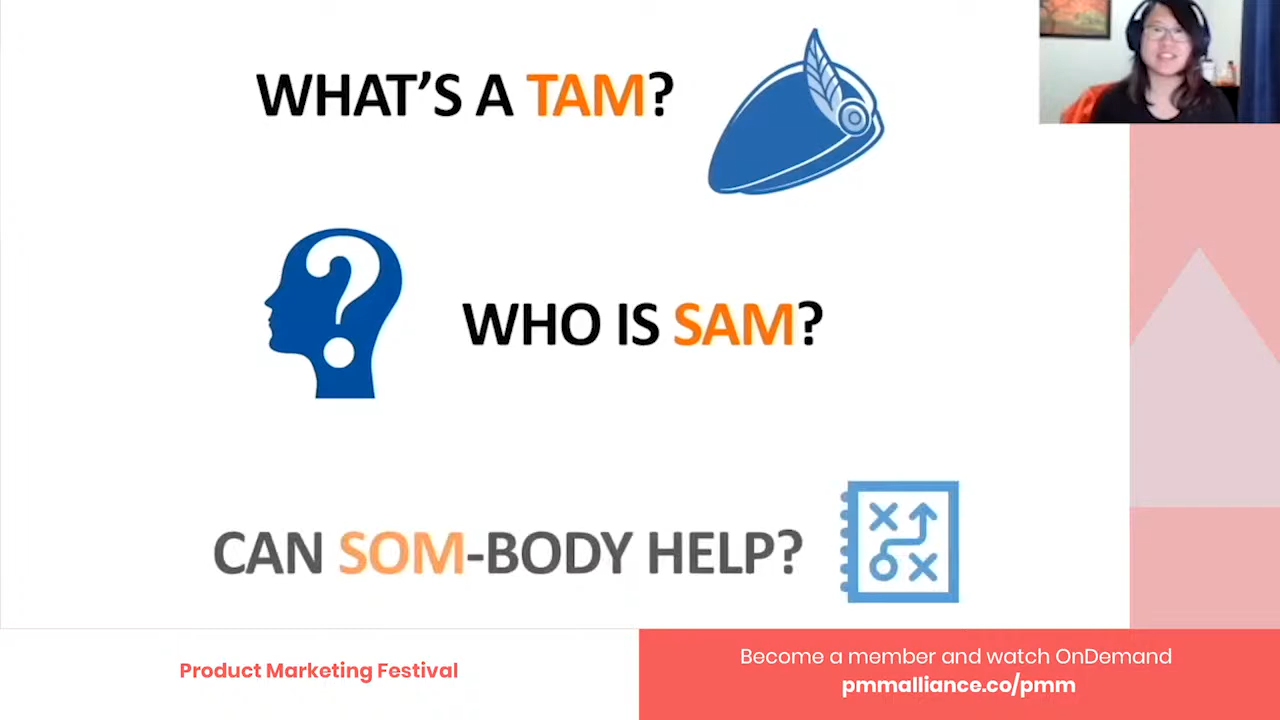 WHAT'S A TAM?
WHO IS SAM?
CAN SOM-BODY HELP?
Product Marketing Festival
Become a member and watch OnDemand
pmmalliance.co/pmm